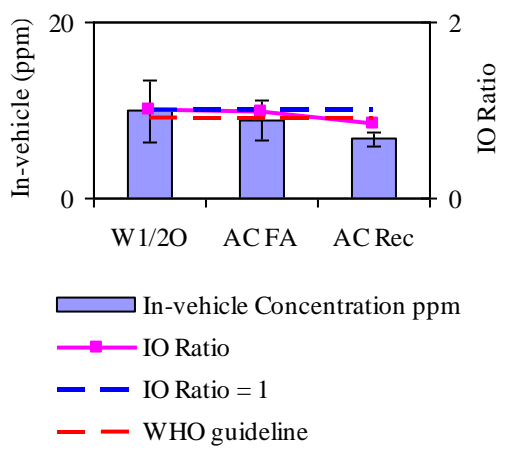 20
2
In-vehicle (ppm)
IO Ratio
0
0
W1/2O AC FA AC Rec
In-vehicle Concentration ppm
IO Ratio
IO Ratio = 1
WHO guideline